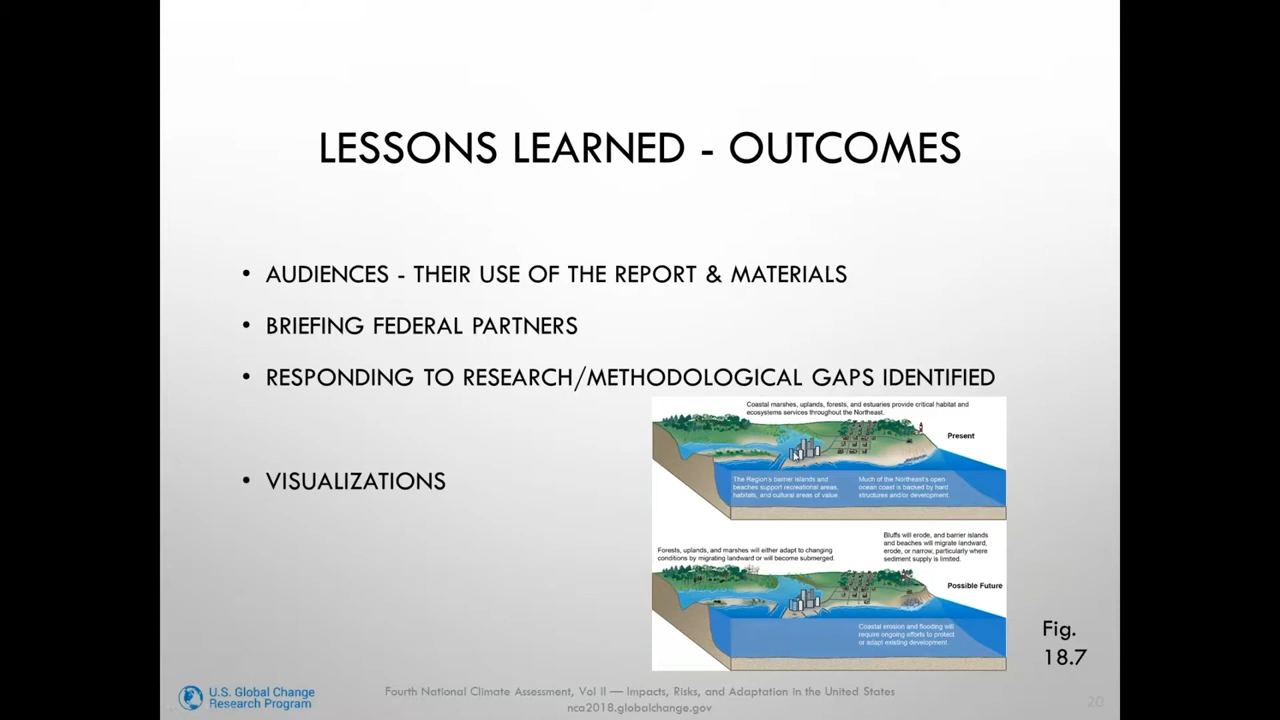 LESSONS LEARNED - OUTCOMES
• AUDIENCES - THEIR USE OF THE REPORT & MATERIALS
• BRIEFING FEDERAL PARTNERS
• RESPONDING TO RESEARCH/METHODOLOGICAL GAPS IDENTIFIED
• VISUALIZATIONS
Coastal marshes, uplands, forests, and estuaries provide critical habitat and
ecosystems services throughout the Northeast.
Present
The Region's barrier islands and
beaches support recreational areas,
habitats, and cultural areas of value
Much of the Northeast's open
ocean coast is backed by hard
structures and/or development.
Bluffs will erode, and barrier islands
and beaches will migrate landward,
erode, or narrow, particularly where
sediment supply is limited.
Forests, uplands, and marshes will either adapt to changing
conditions by migrating landward or will become submerged.
Possible Future
Coastal erosion and flooding will
require ongoing efforts to protect
or adapt existing development.
Fig.
18.7
U.S. Global Change
Research Program
Fourth National Climate Assessment, Vol II — Impacts, Risks, and Adaptation in the United States
nca2018.globalchange.gov
20